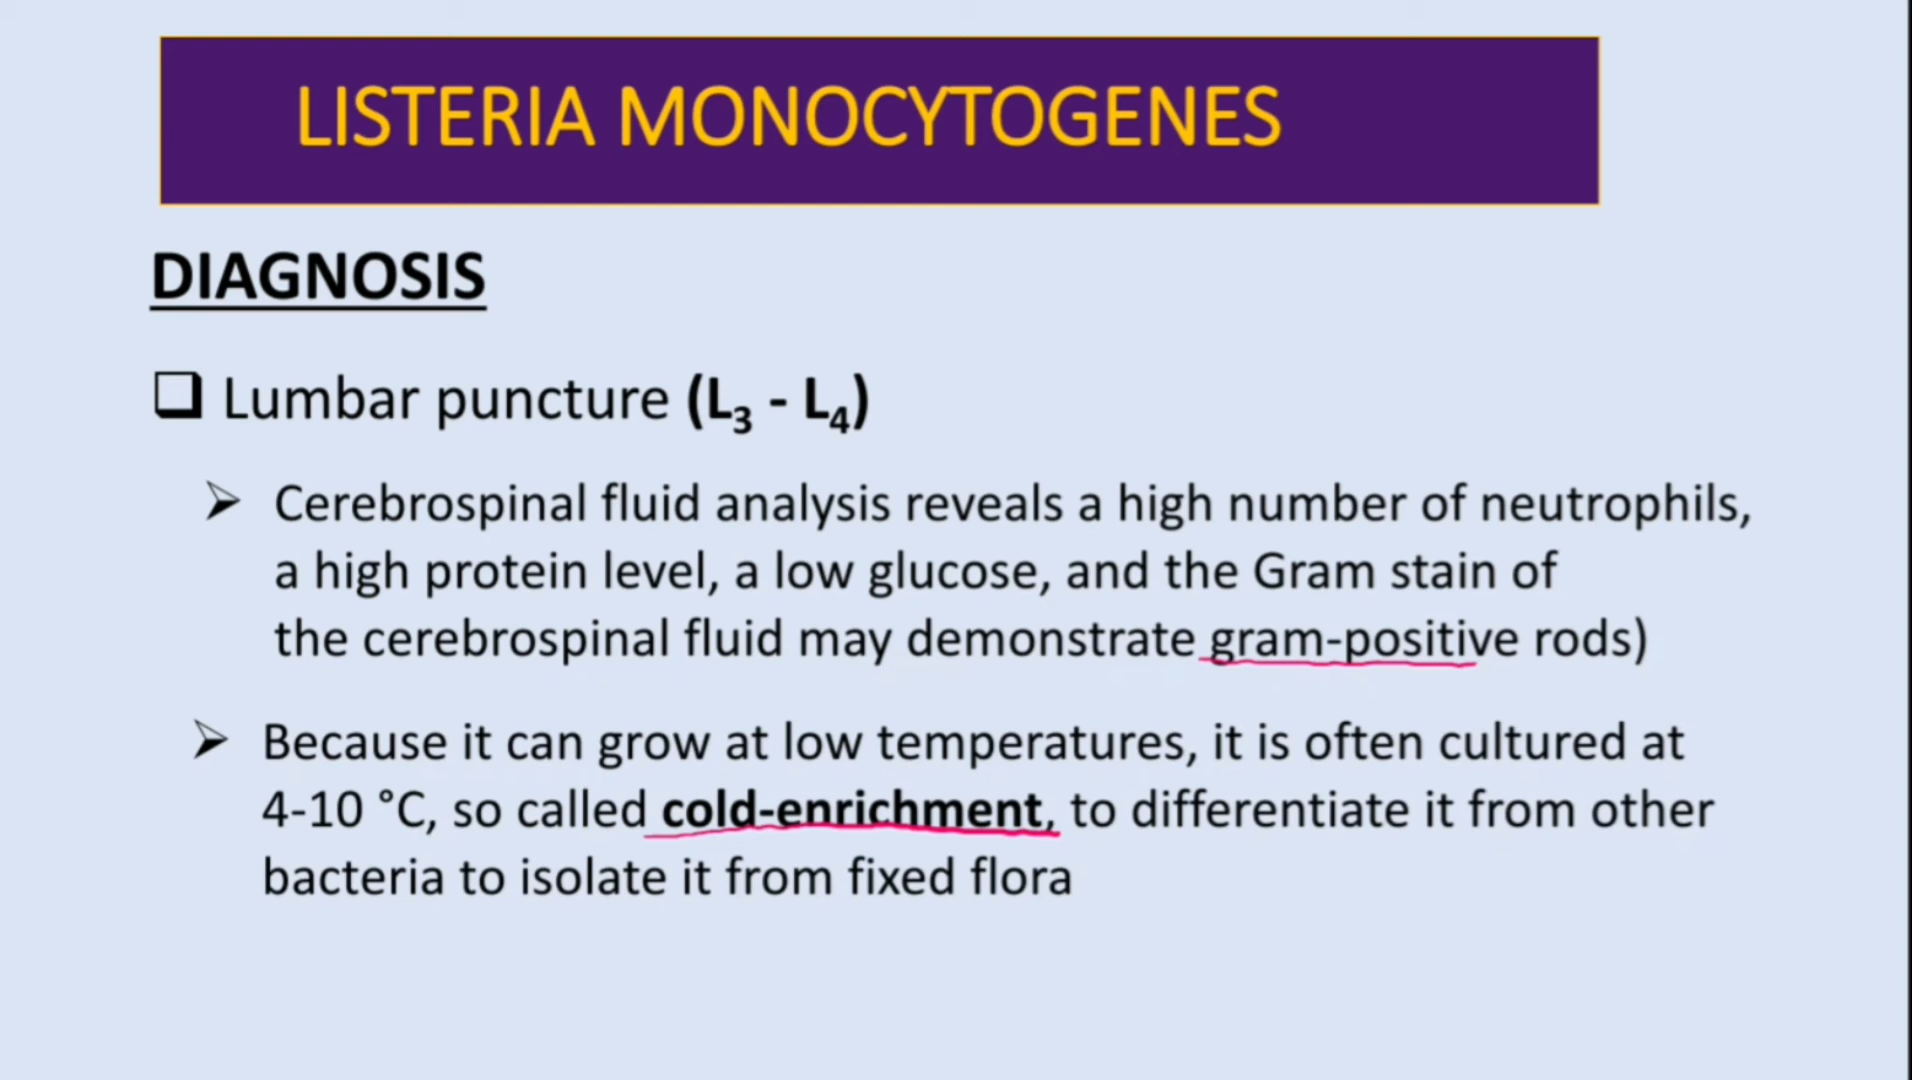 LISTERIA MONOCYTOGENES
DIAGNOSIS
❑ Lumbar puncture (L₃ - L₄)
➢ Cerebrospinal fluid analysis reveals a high number of neutrophils,
a high protein level, a low glucose, and the Gram stain of
the cerebrospinal fluid may demonstrate gram-positive rods)
➢ Because it can grow at low temperatures, it is often cultured at
4-10 °C, so called cold-enrichment, to differentiate it from other
bacteria to isolate it from fixed flora